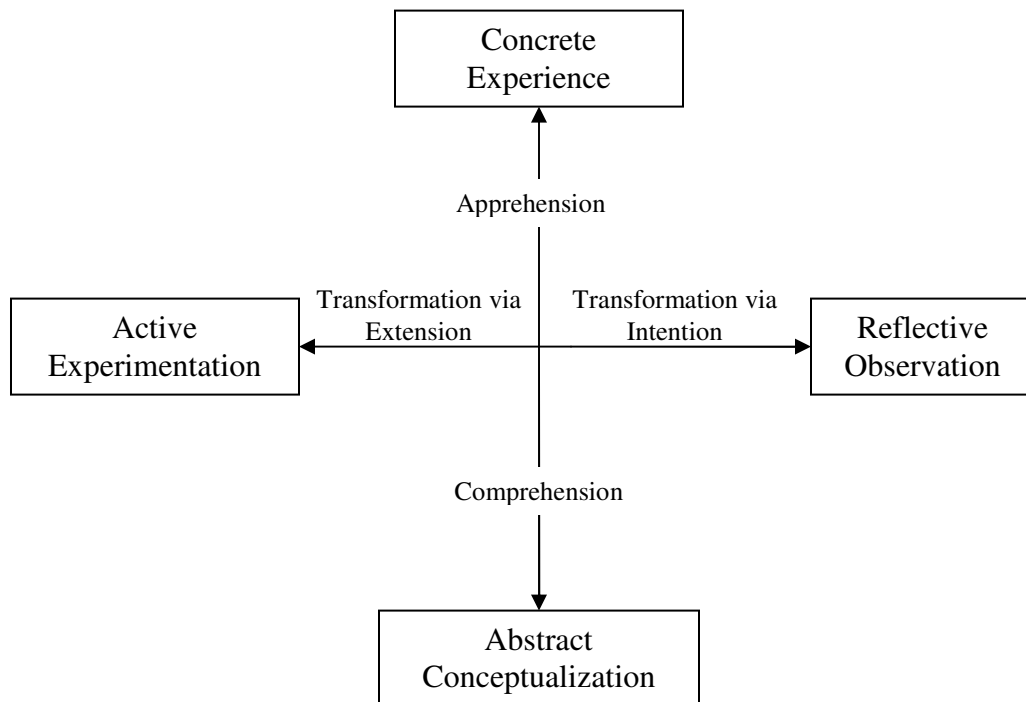 Concrete
Experience
Apprehension
Transformation via
Extension
Transformation via
Intention
Active
Experimentation
Reflective
Observation
Comprehension
Abstract
Conceptualization